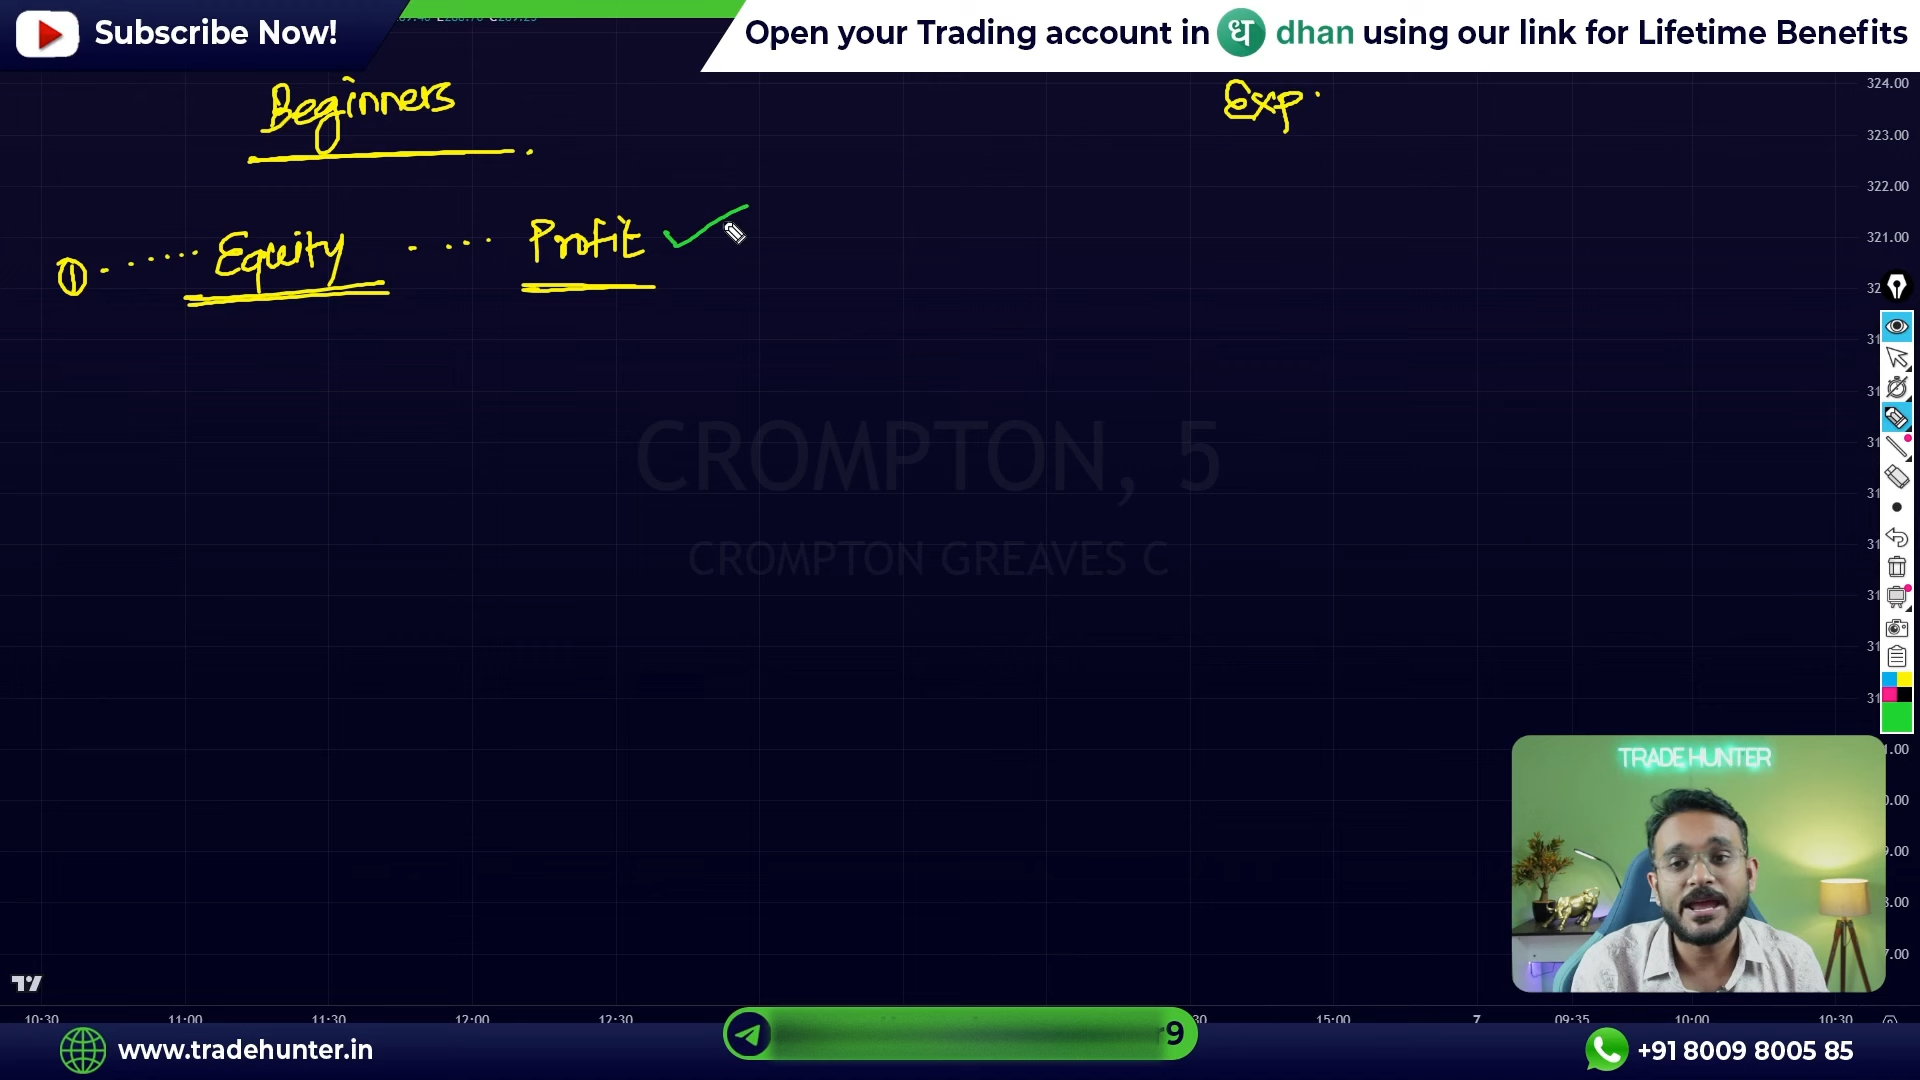 Subscribe Now!
Open your Trading account in ध dhan using our link for Lifetime Benefits
Beginners
Exp.
① Equity Profit
CROMPTON, 5
CROMPTON GREAVES C
324.00
323.00
322.00
321.00
TRADE HUNTER
10:30 11:00 11:30 12:00 12:30 15:00 7 09:35 10:00 10:30
www.tradehunter.in
+91 8009 8005 85